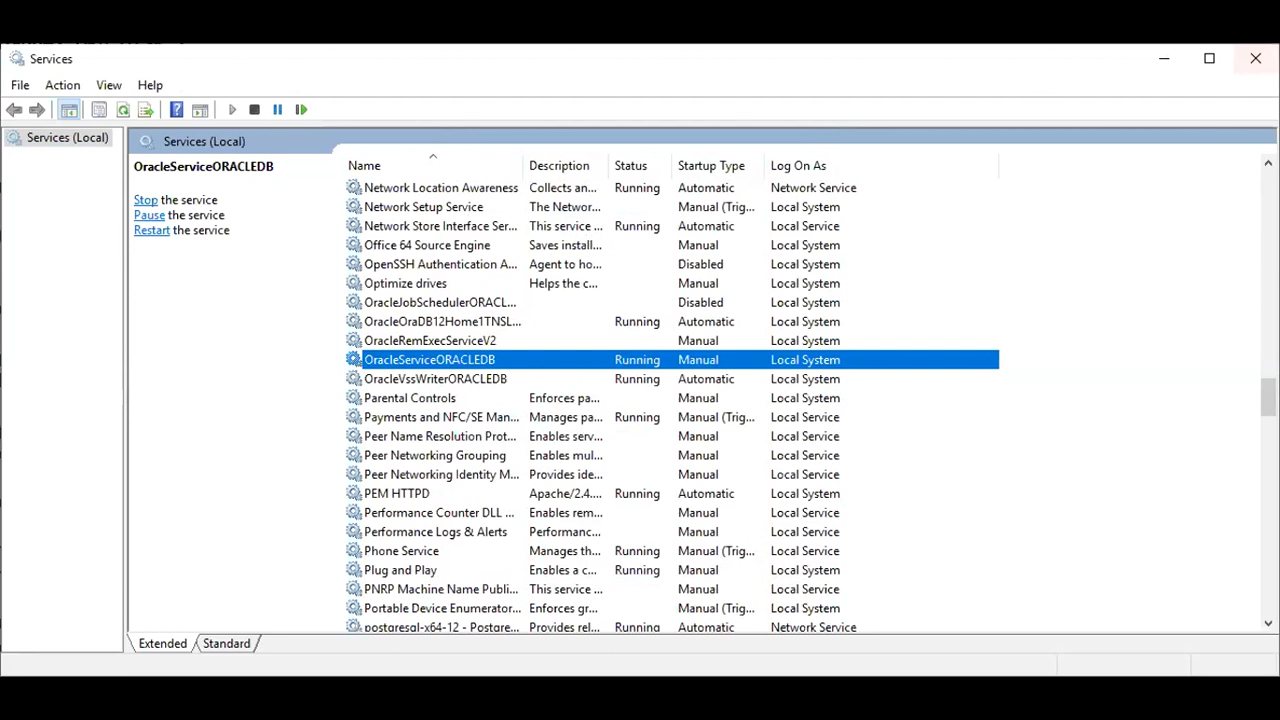 Services
File Action View Help
Services (Local)
Services (Local)
OracleServiceORACLEDB
Stop the service
Pause the service
Restart the service
Name Description Status Startup Type Log On As
Network Location Awareness Collects an... Running Automatic Network Service
Network Setup Service The Networ... Manual (Trig... Local System
Network Store Interface Ser... This service ... Running Automatic Local Service
Office 64 Source Engine Saves install... Manual Local System
OpenSSH Authentication A... Agent to ho... Disabled Local System
Optimize drives Helps the c... Manual Local System
OracleJobSchedulerORACL... Disabled Local System
OracleOraDB12Home1TNSL... Running Automatic Local System
OracleRemExecServiceV2 Manual Local System
OracleServiceORACLEDB Running Manual Local System
OracleVssWriterORACLEDB Running Automatic Local System
Parental Controls Enforces pa... Manual Local System
Payments and NFC/SE Man... Manages pa... Running Manual (Trig... Local Service
Peer Name Resolution Prot... Enables serv... Manual Local Service
Peer Networking Grouping Enables mul... Manual Local Service
Peer Networking Identity M... Provides ide... Manual Local Service
PEM HTTPD Apache/2.4.... Running Automatic Local System
Performance Counter DLL ... Enables rem... Manual Local Service
Performance Logs & Alerts Performanc... Manual Local Service
Phone Service Manages th... Running Manual (Trig... Local Service
Plug and Play Enables a c... Running Manual Local System
PNRP Machine Name Publi... This service ... Manual Local Service
Portable Device Enumerator... Enforces gr... Manual (Trig... Local System
postgresql-x64-12 - Postgre... Provides rel... Running Automatic Network Service
Extended Standard